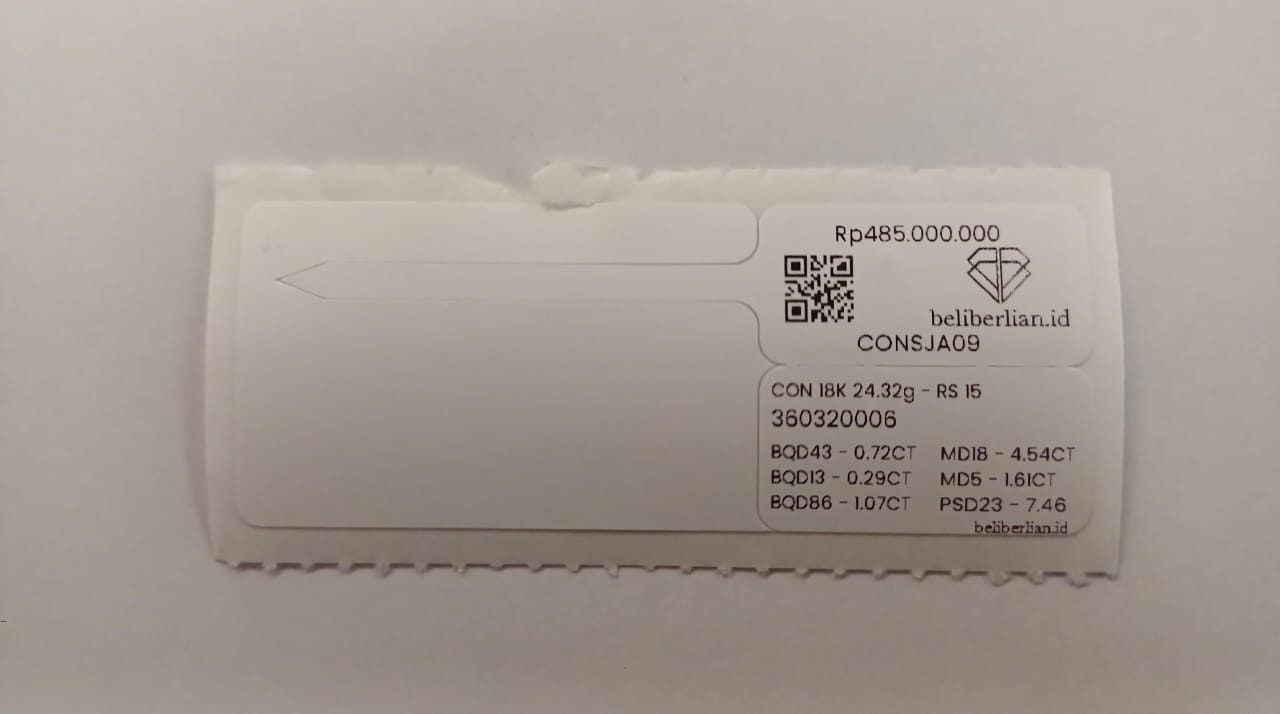 Rp485.000.000
beliberlian.id
CONSJA09
CON 18K 24.32g - RS 15
360320006
BQD43 - 0.72CT MD18 - 4.54CT
BQD13 - 0.29CT MD5 - 1.61CT
BQD86 - 1.07CT PSD23 - 7.46
beliberlian.id